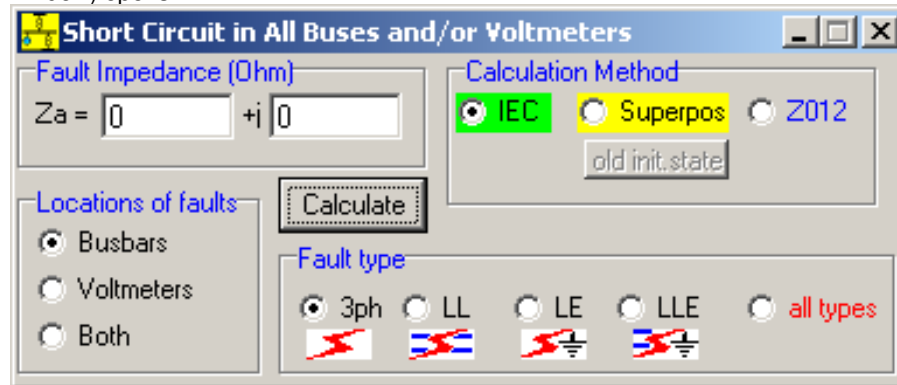 Short Circuit in All Buses and/or Voltmeters
Fault Impedance (Ohm)
Za = 0 +j 0
Calculation Method
IEC Superpos Z012
old init.state
Locations of faults
Busbars
Voltmeters
Both
Calculate
Fault type
3ph LL LE LLE all types